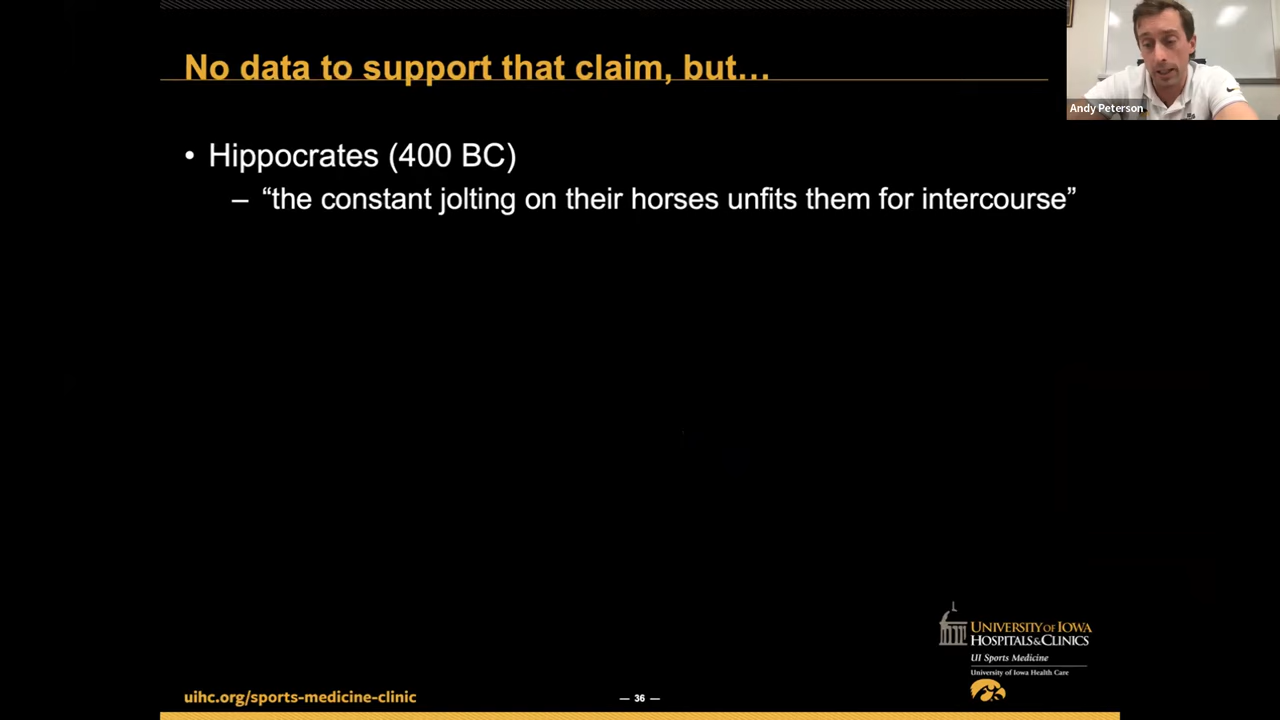 No data to support that claim, but…
Andy Peterson
• Hippocrates (400 BC)
– “the constant jolting on their horses unfits them for intercourse”
UNIVERSITY OF IOWA
HOSPITALS & CLINICS
UI Sports Medicine
University of Iowa Health Care
uihc.org/sports-medicine-clinic
— 36 —